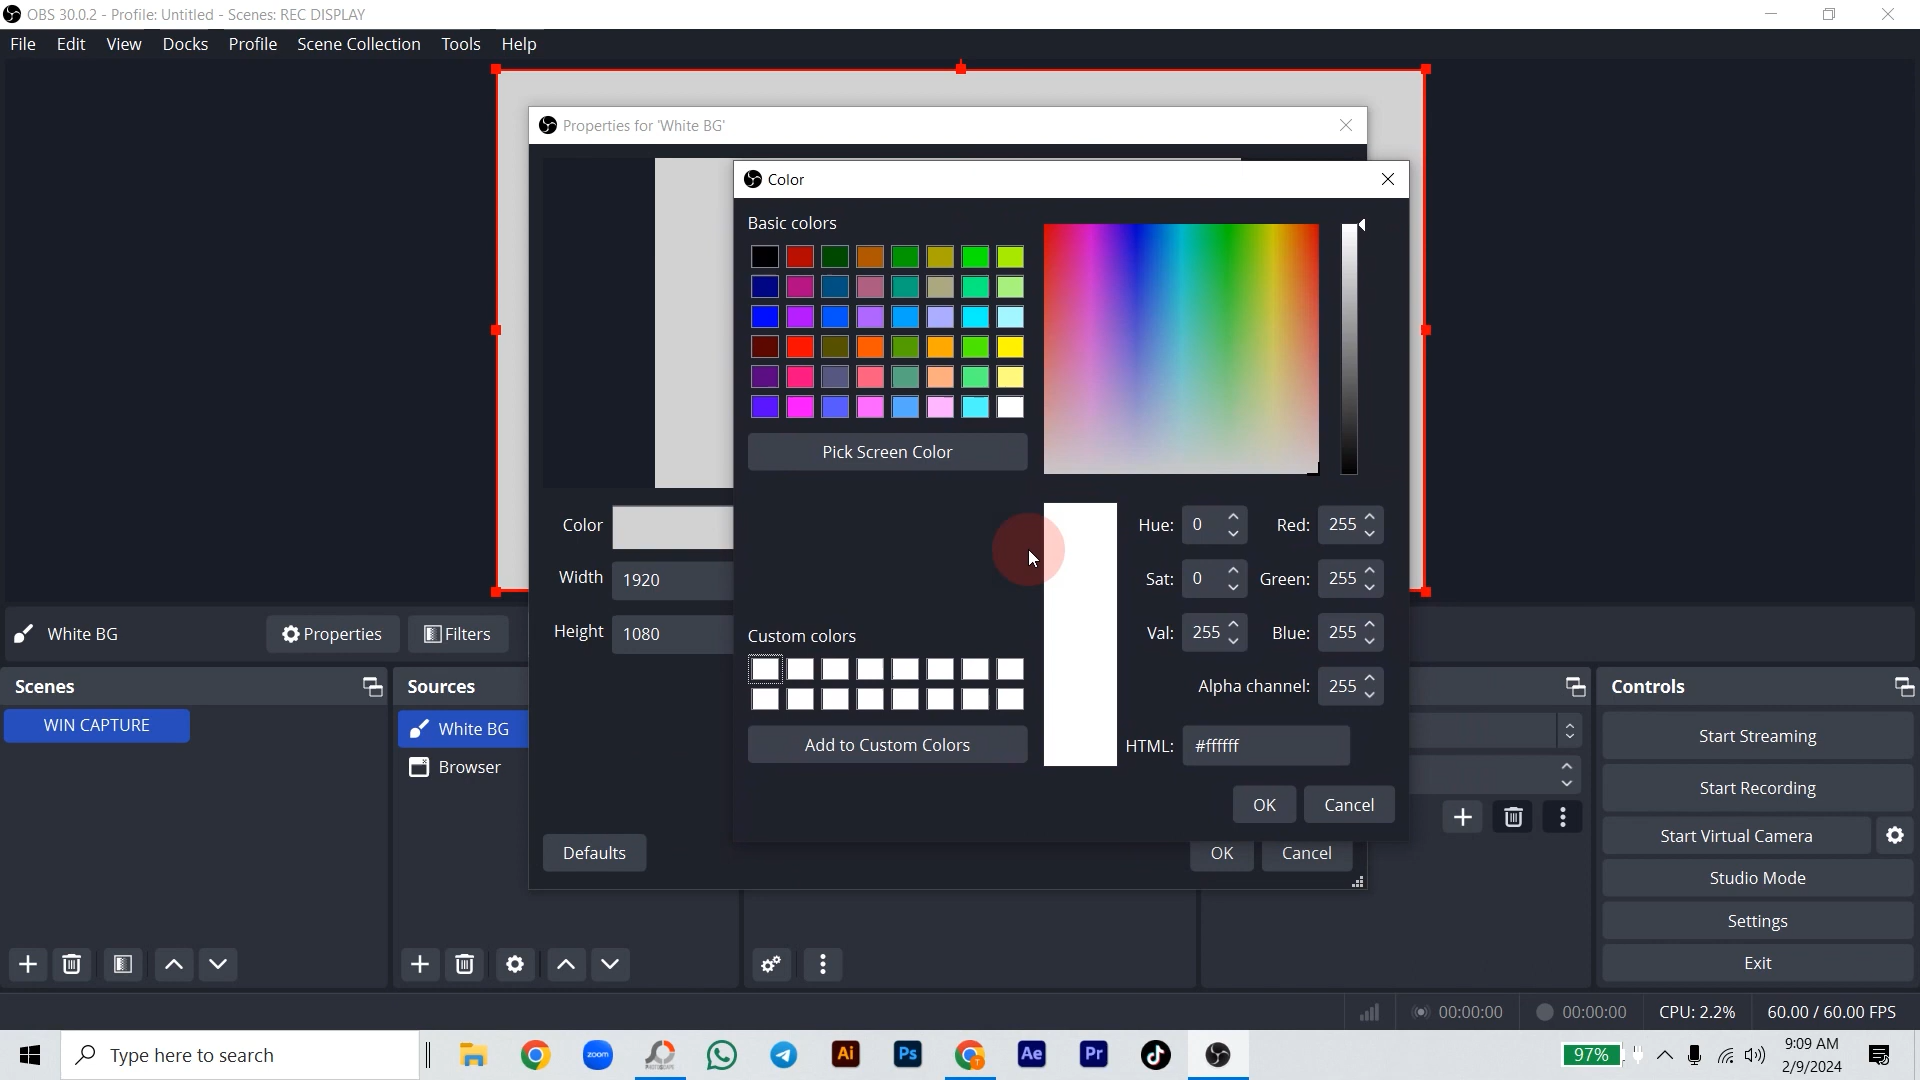 OBS 30.0.2 - Profile: Untitled - Scenes: REC DISPLAY
File Edit View Docks Profile Scene Collection Tools Help
Properties for 'White BG'
Color
Basic colors
Pick Screen Color
Color
Width 1920
Height 1080
Hue: 0 Red: 255
Sat: 0 Green: 255
Val: 255 Blue: 255
Alpha channel: 255
HTML: #ffffff
Custom colors
Add to Custom Colors
OK Cancel
Defaults
OK Cancel
White BG Properties Filters
Scenes
WIN CAPTURE
Sources
White BG
Browser
Controls
Start Streaming
Start Recording
Start Virtual Camera
Studio Mode
Settings
Exit
00:00:00 00:00:00 CPU: 2.2% 60.00 / 60.00 FPS
Type here to search
zoom
Ai
Ps
Ae
Pr
97%
9:09 AM
2/9/2024